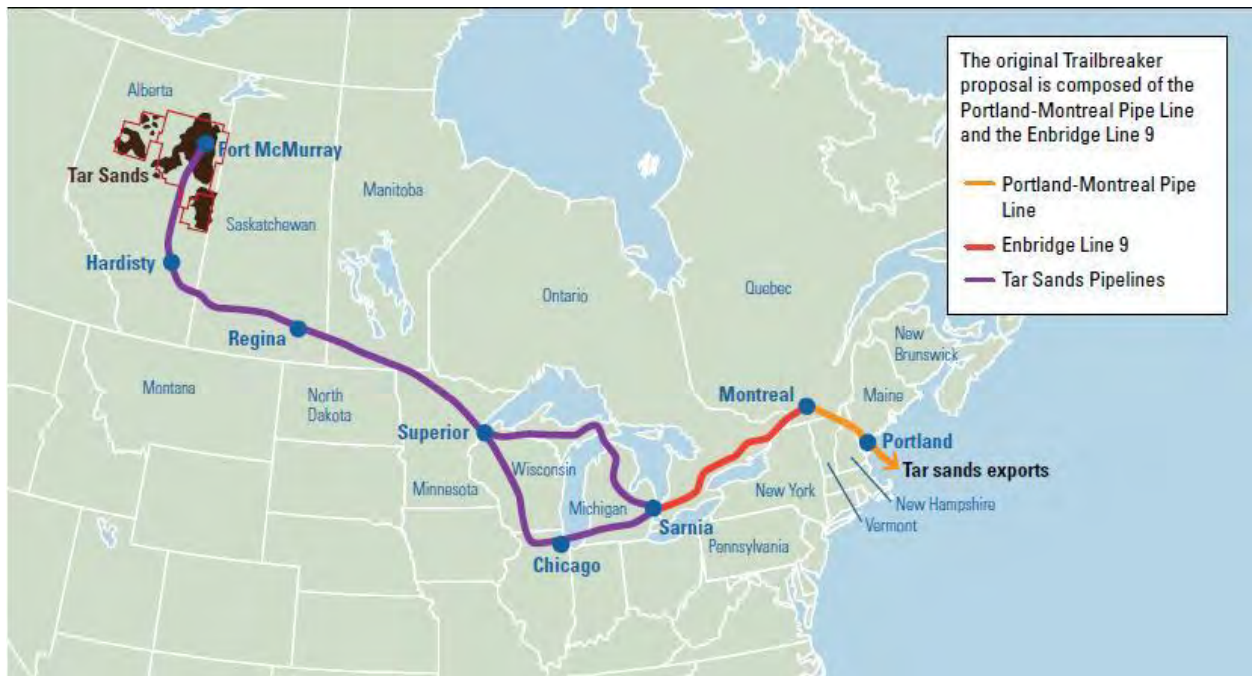 The original Trailbreaker
proposal is composed of the
Portland-Montreal Pipe Line
and the Enbridge Line 9
Portland-Montreal Pipe
Line
Enbridge Line 9
Tar Sands Pipelines
Alberta
Fort McMurray
Tar Sands
Manitoba
Saskatchewan
Hardisty
Ontario
Quebec
Regina
New
Brunswick
Montana
North
Dakota
Montreal
Maine
Superior
Portland
Tar sands exports
Wisconsin
Minnesota
Michigan
New York
New Hampshire
Vermont
Sarnia
Pennsylvania
Chicago